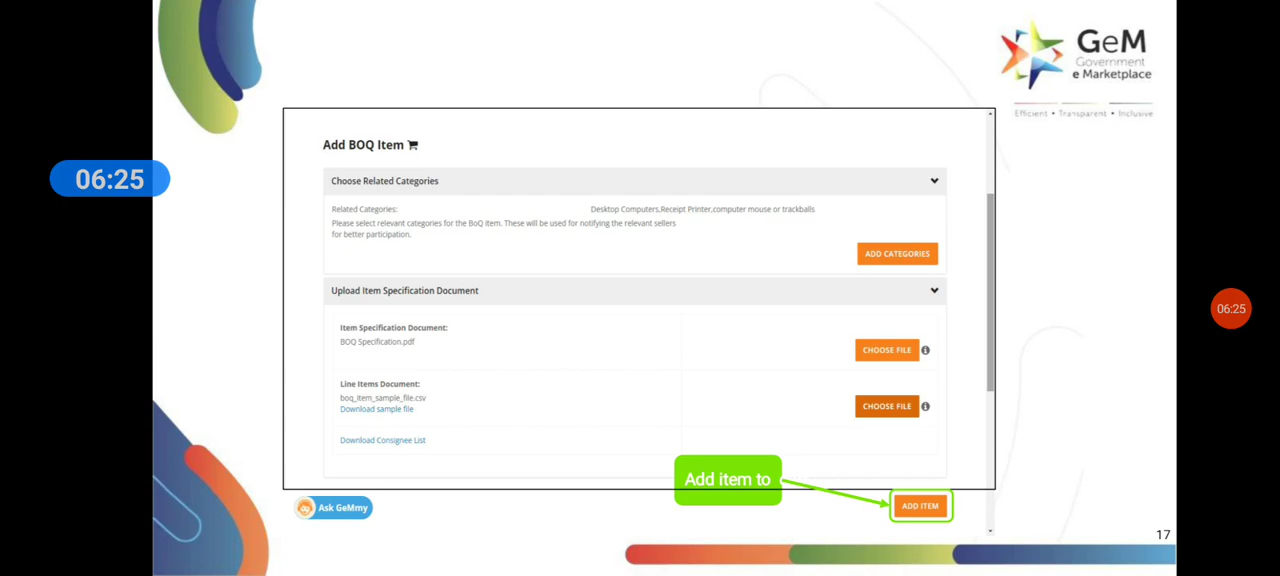 GeM
Government
e Marketplace
Efficient • Transparent • Inclusive
06:25
Add BOQ Item
Choose Related Categories
Related Categories:
Desktop Computers,Receipt Printer,computer mouse or trackballs
Please select relevant categories for the BoQ item. These will be used for notifying the relevant sellers
for better participation.
ADD CATEGORIES
Upload Item Specification Document
06:25
Item Specification Document:
BOQ Specification.pdf
CHOOSE FILE
Line Items Document:
boq_item_sample_file.csv
Download sample file
CHOOSE FILE
Download Consignee List
Add item to
Ask GeMmy
ADD ITEM
17